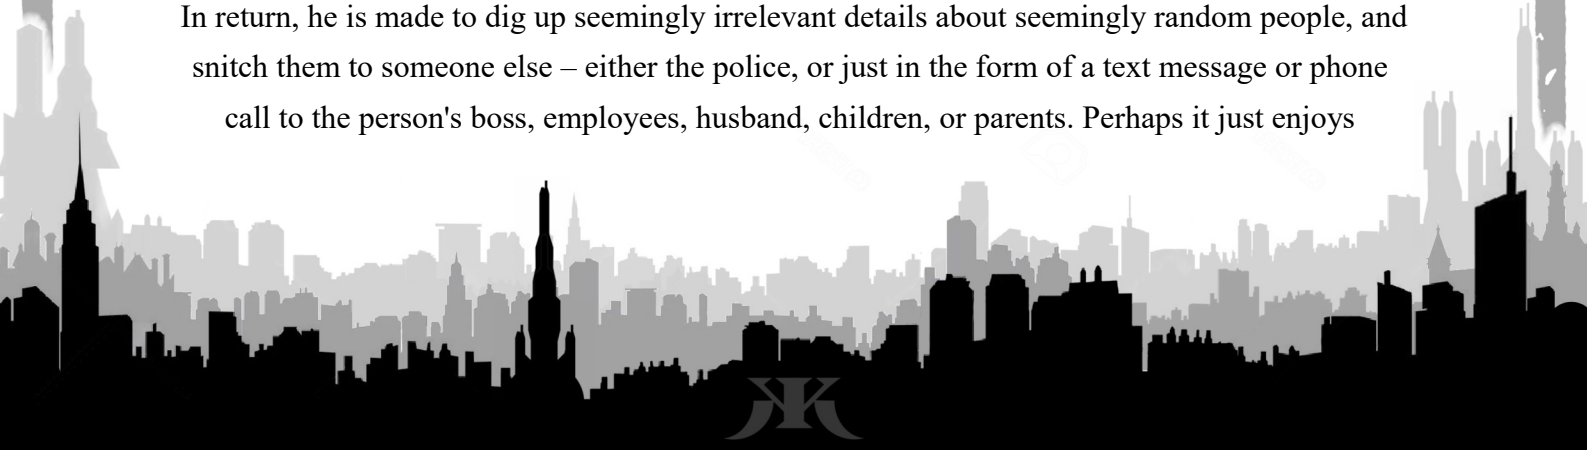 In return, he is made to dig up seemingly irrelevant details about seemingly random people, and
snitch them to someone else – either the police, or just in the form of a text message or phone
call to the person's boss, employees, husband, children, or parents. Perhaps it just enjoys